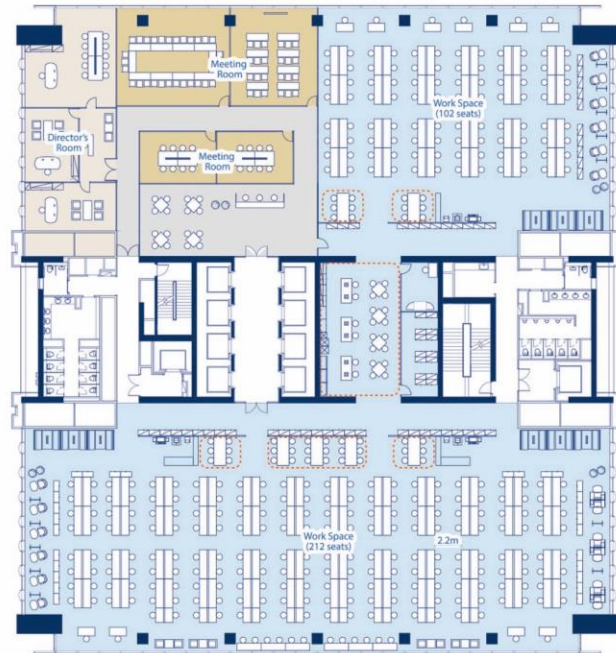 Meeting
Room
Work Space
(102 seats)
Director's
Room
Meeting
Room
Work Space
(212 seats)
2.2m